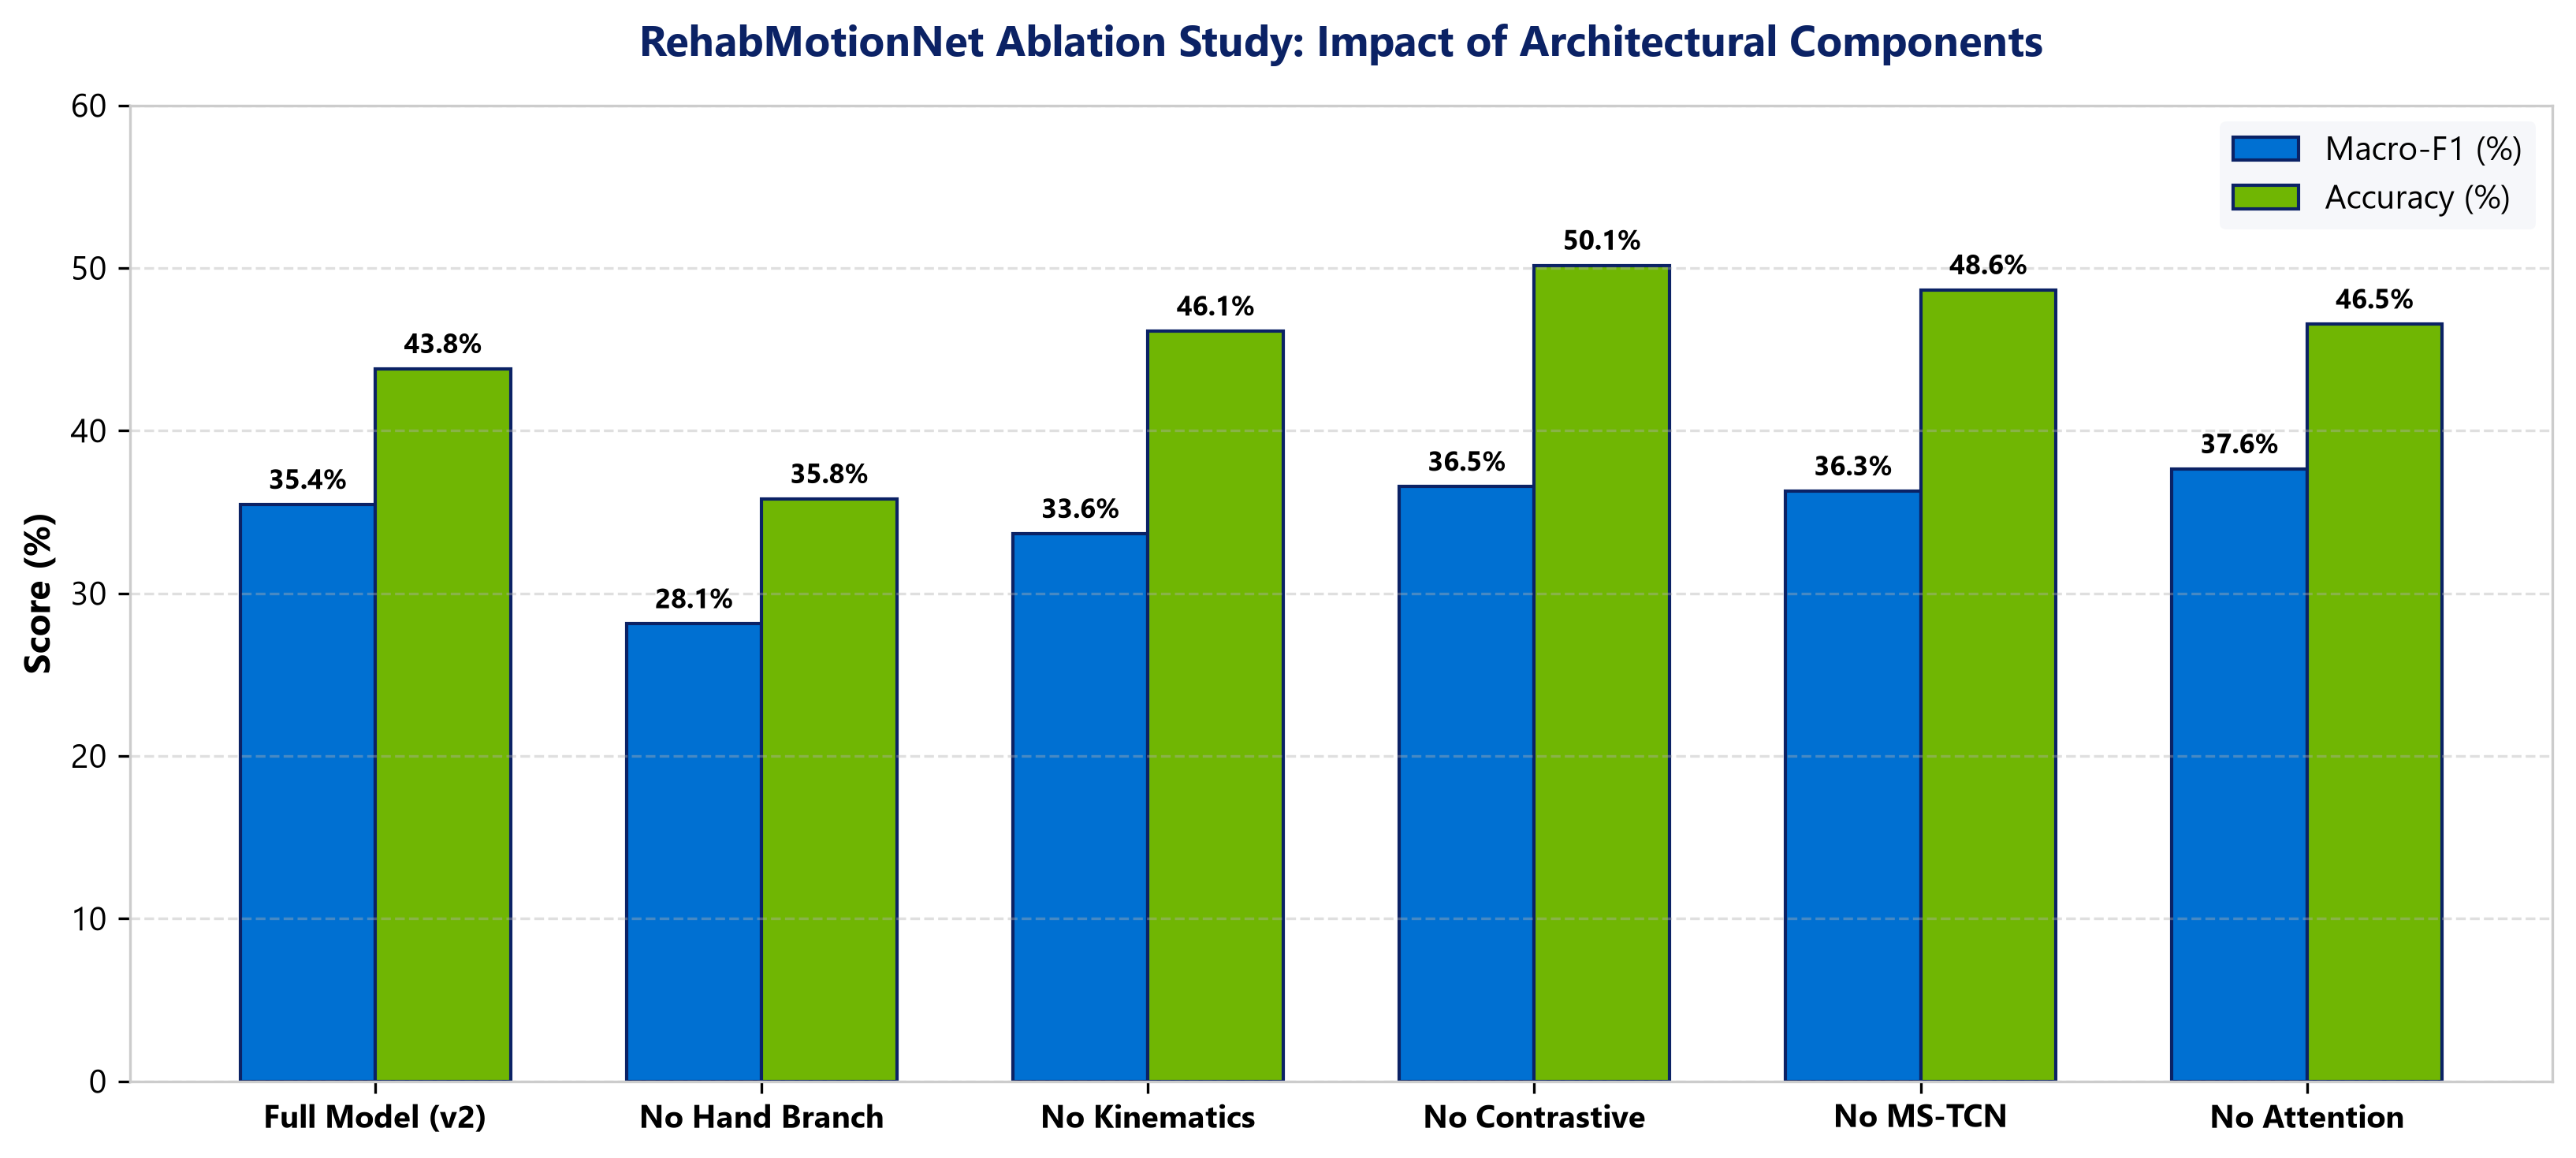 RehabMotionNet Ablation Study: Impact of Architectural Components
Score (%)
60
50
40
30
20
10
0
Macro-F1 (%)
Accuracy (%)
35.4%
43.8%
28.1%
35.8%
33.6%
46.1%
36.5%
50.1%
36.3%
48.6%
37.6%
46.5%
Full Model (v2)
No Hand Branch
No Kinematics
No Contrastive
No MS-TCN
No Attention